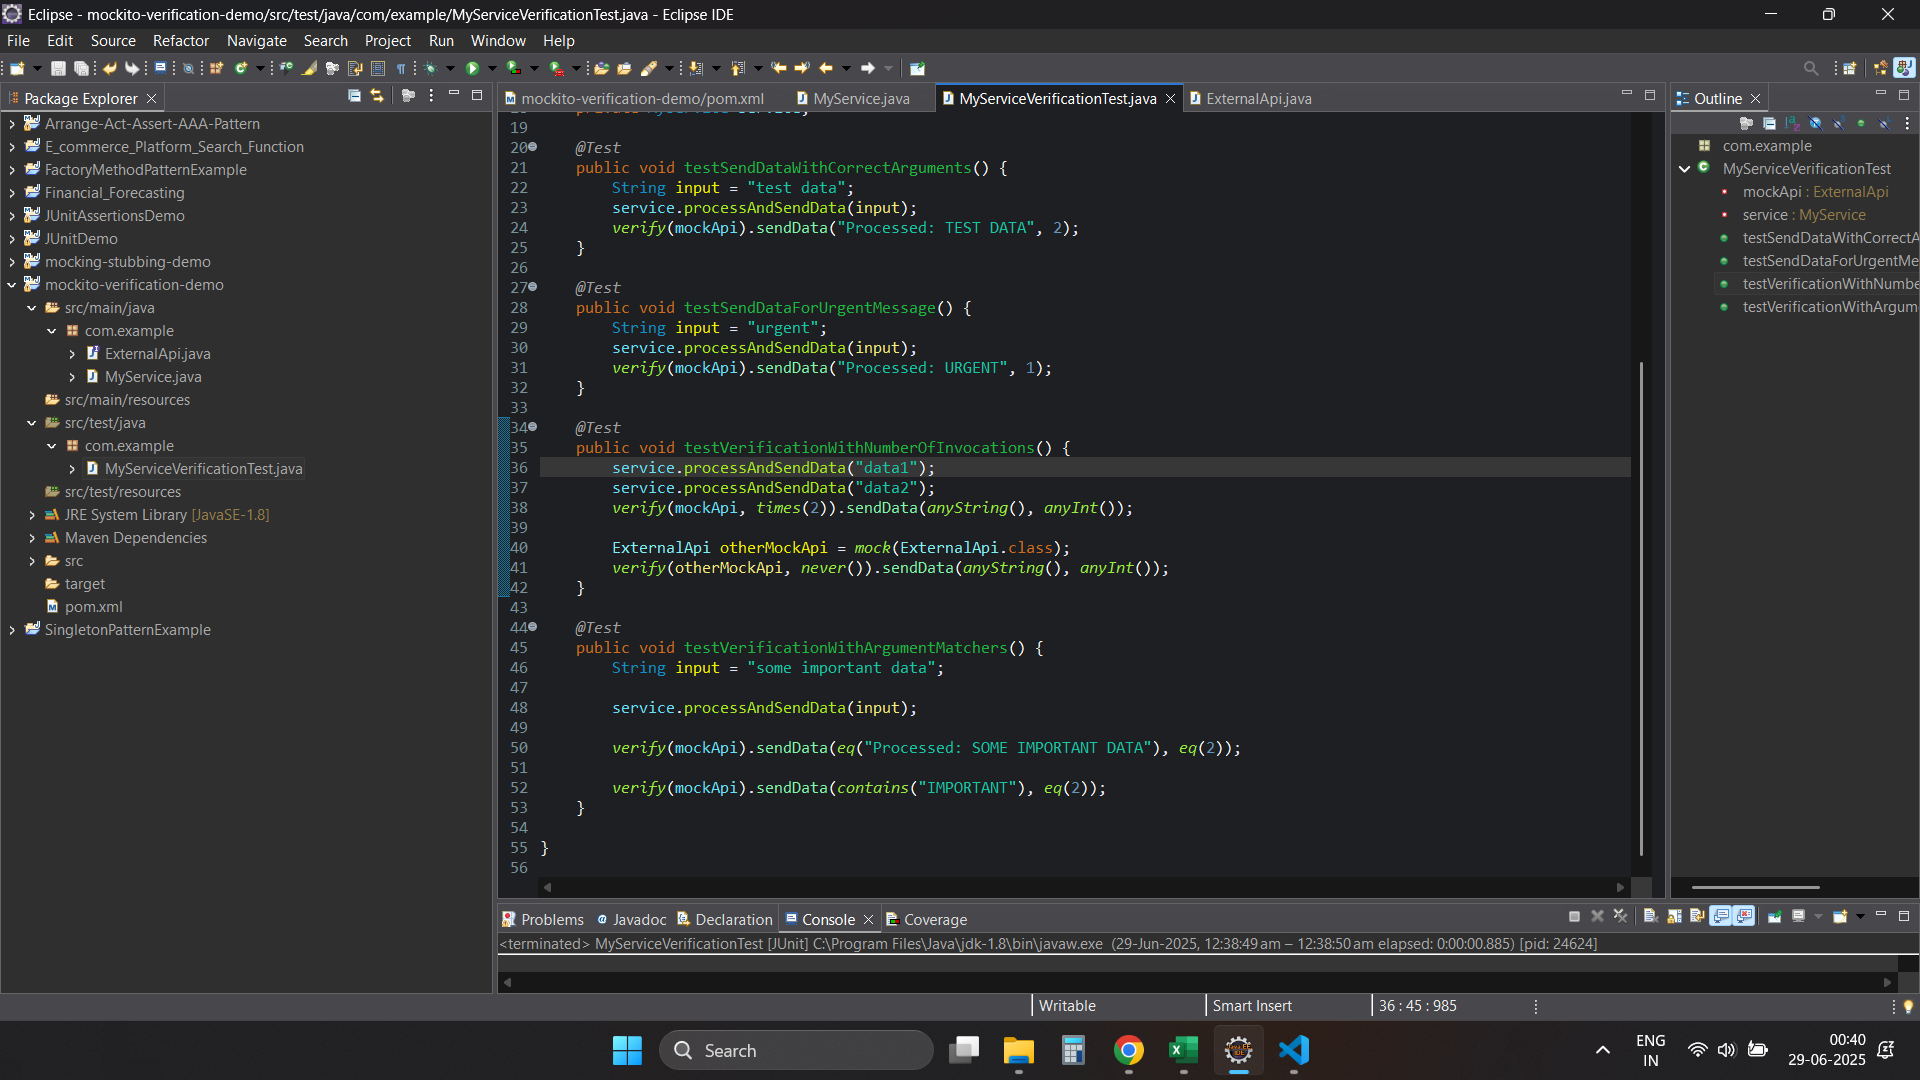 Eclipse - mockito-verification-demo/src/test/java/com/example/MyServiceVerificationTest.java - Eclipse IDE
File Edit Source Refactor Navigate Search Project Run Window Help
Package Explorer
Arrange-Act-Assert-AAA-Pattern
E_commerce_Platform_Search_Function
FactoryMethodPatternExample
Financial_Forecasting
JUnitAssertionsDemo
JUnitDemo
mocking-stubbing-demo
mockito-verification-demo
src/main/java
com.example
ExternalApi.java
MyService.java
src/main/resources
src/test/java
com.example
MyServiceVerificationTest.java
src/test/resources
JRE System Library [JavaSE-1.8]
Maven Dependencies
src
target
pom.xml
SingletonPatternExample
mockito-verification-demo/pom.xml MyService.java MyServiceVerificationTest.java ExternalApi.java
19
20 @Test
21 public void testSendDataWithCorrectArguments() {
22 String input = "test data";
23 service.processAndSendData(input);
24 verify(mockApi).sendData("Processed: TEST DATA", 2);
25 }
26
27 @Test
28 public void testSendDataForUrgentMessage() {
29 String input = "urgent";
30 service.processAndSendData(input);
31 verify(mockApi).sendData("Processed: URGENT", 1);
32 }
33
34 @Test
35 public void testVerificationWithNumberOfInvocations() {
36 service.processAndSendData("data1");
37 service.processAndSendData("data2");
38 verify(mockApi, times(2)).sendData(anyString(), anyInt());
39
40 ExternalApi otherMockApi = mock(ExternalApi.class);
41 verify(otherMockApi, never()).sendData(anyString(), anyInt());
42 }
43
44 @Test
45 public void testVerificationWithArgumentMatchers() {
46 String input = "some important data";
47
48 service.processAndSendData(input);
49
50 verify(mockApi).sendData(eq("Processed: SOME IMPORTANT DATA"), eq(2));
51
52 verify(mockApi).sendData(contains("IMPORTANT"), eq(2));
53 }
54
55 }
56
Outline
com.example
MyServiceVerificationTest
mockApi : ExternalApi
service : MyService
testSendDataWithCorrectA
testSendDataForUrgentMe
testVerificationWithNumbe
testVerificationWithArgum
Problems Javadoc Declaration Console Coverage
<terminated> MyServiceVerificationTest [JUnit] C:\Program Files\Java\jdk-1.8\bin\javaw.exe (29-Jun-2025, 12:38:49 am – 12:38:50 am elapsed: 0:00:00.885) [pid: 24624]
Writable Smart Insert 36 : 45 : 985
Search
ENG
IN
00:40
29-06-2025